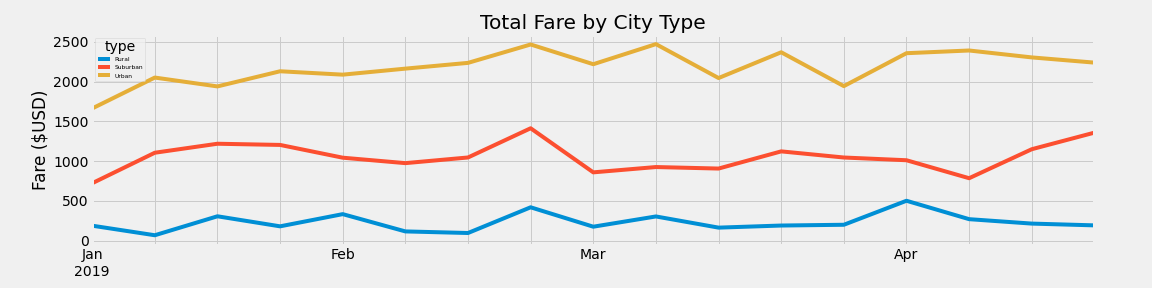 Total Fare by City Type
Fare ($USD)
2500
2000
1500
1000
500
0
type
Rural
Suburban
Urban
Jan
2019
Feb
Mar
Apr